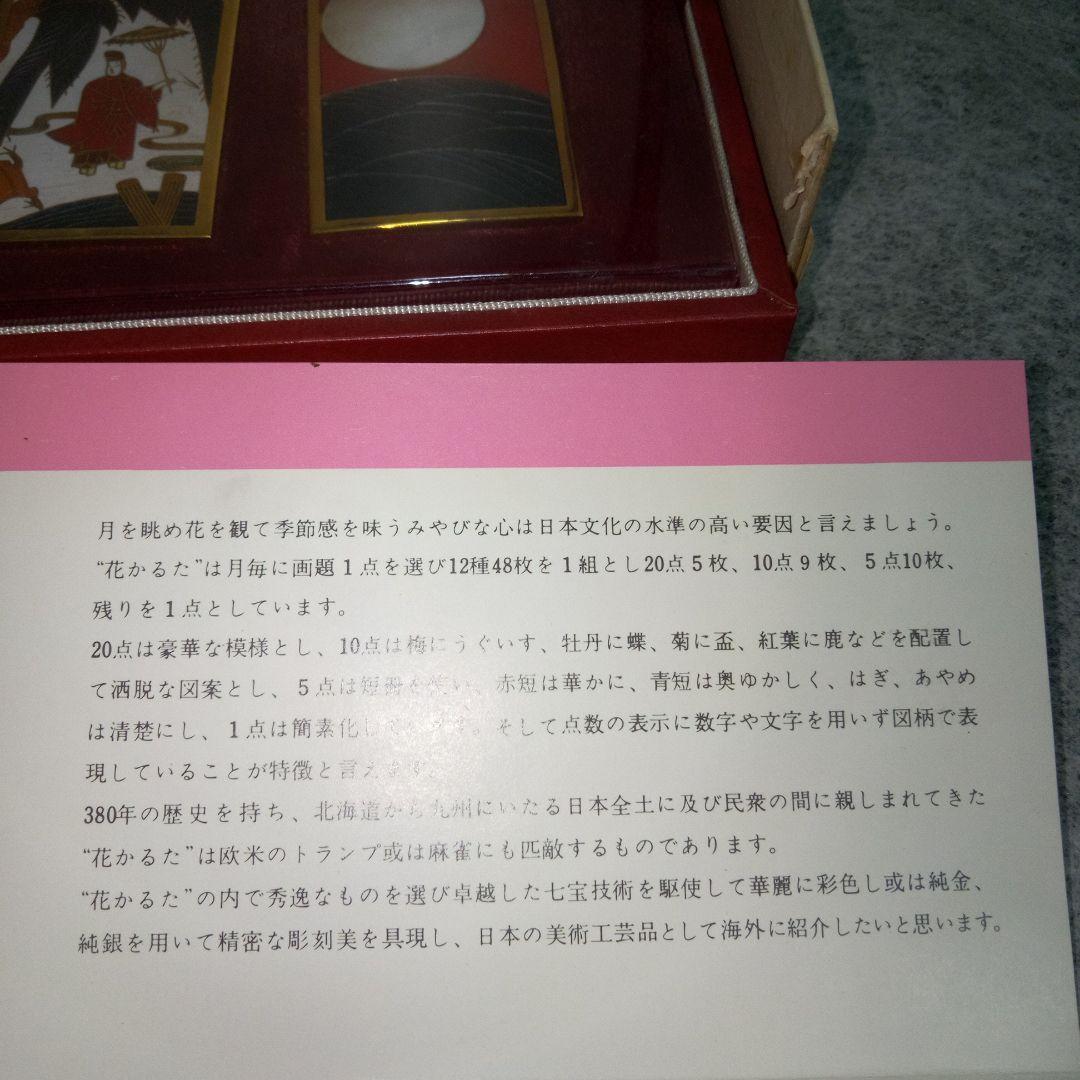 月を眺め花を観て季節感を味うみやびな心は日本文化の水準の高い要因と言えましょう。
“花かるた”は月毎に画題1点を選び12種48枚を1組とし20点5枚、10点9枚、5点10枚、
残りを1点としています。
20点は豪華な模様とし、10点は梅にうぐいす、牡丹に蝶、菊に盃、紅葉に鹿などを配置し
て洒脱な図案とし、5点は短冊を、赤短は華かに、青短は奥ゆかしく、はぎ、あやめ
は清楚にし、1点は簡素化しています。そして点数の表示に数字や文字を用いず図柄で表
現していることが特徴と言えます。
380年の歴史を持ち、北海道から九州にいたる日本全土に及び民衆の間に親しまれてきた
“花かるた”は欧米のトランプ或は麻雀にも匹敵するものであります。
“花かるた”の内で秀逸なものを選び卓越した七宝技術を駆使して華麗に彩色し或は純金、
純銀を用いて精密な彫刻美を具現し、日本の美術工芸品として海外に紹介したいと思います。